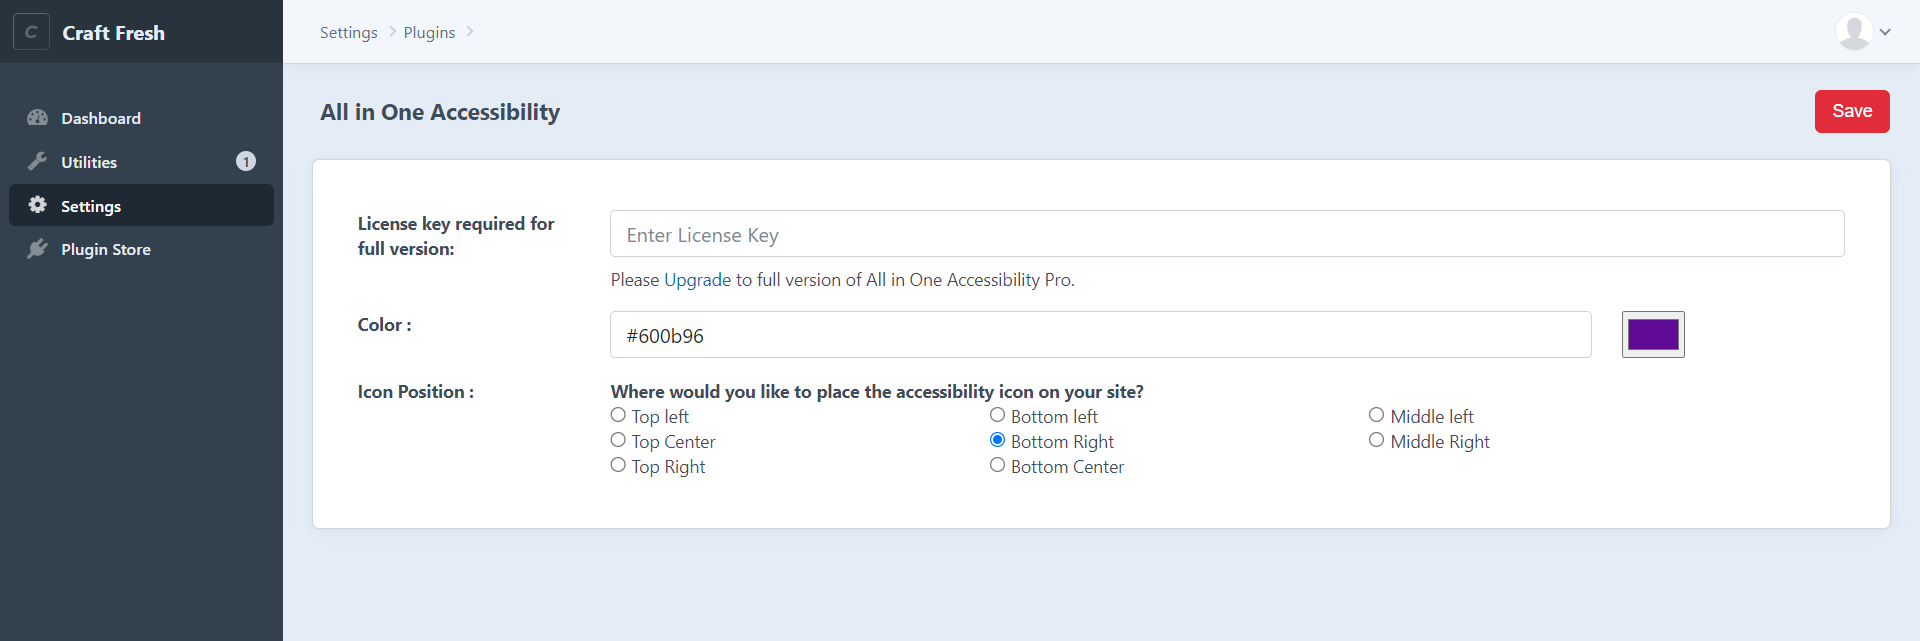 C
Craft Fresh
Dashboard
Utilities
1
Settings
Plugin Store
Settings
Plugins
All in One Accessibility
Save
License key required for
full version:
Enter License Key
Please Upgrade to full version of All in One Accessibility Pro.
Color :
#600b96
Icon Position :
Where would you like to place the accessibility icon on your site?
Top left
Bottom left
Middle left
Top Center
Bottom Right
Middle Right
Top Right
Bottom Center